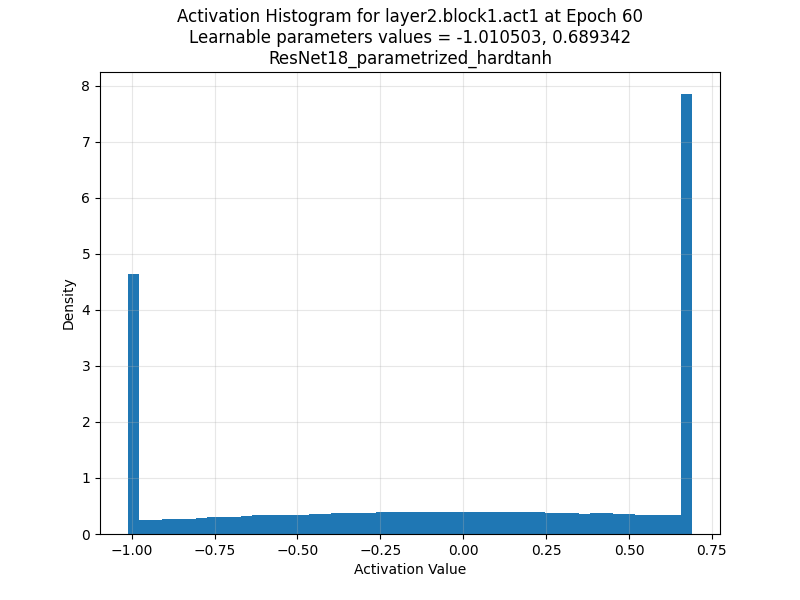 Activation Histogram for layer2.block1.act1 at Epoch 60
Learnable parameters values = -1.010503, 0.689342
ResNet18_parametrized_hardtanh
8
7
6
5
4
3
2
1
0
Density
−1.00 −0.75 −0.50 −0.25 0.00 0.25 0.50 0.75
Activation Value